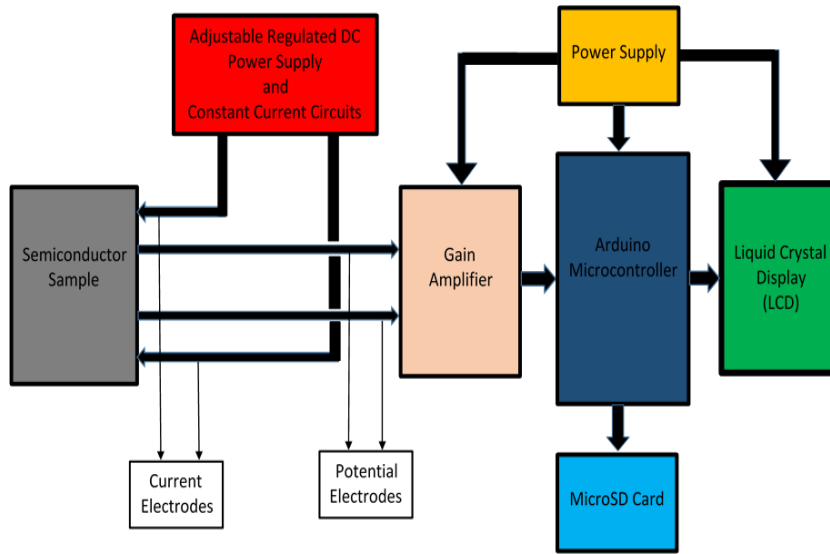 Adjustable Regulated DC
Power Supply
and
Constant Current Circuits
Power Supply
Semiconductor
Sample
Gain
Amplifier
Arduino
Microcontroller
Liquid Crystal
Display
(LCD)
Current
Electrodes
Potential
Electrodes
MicroSD Card